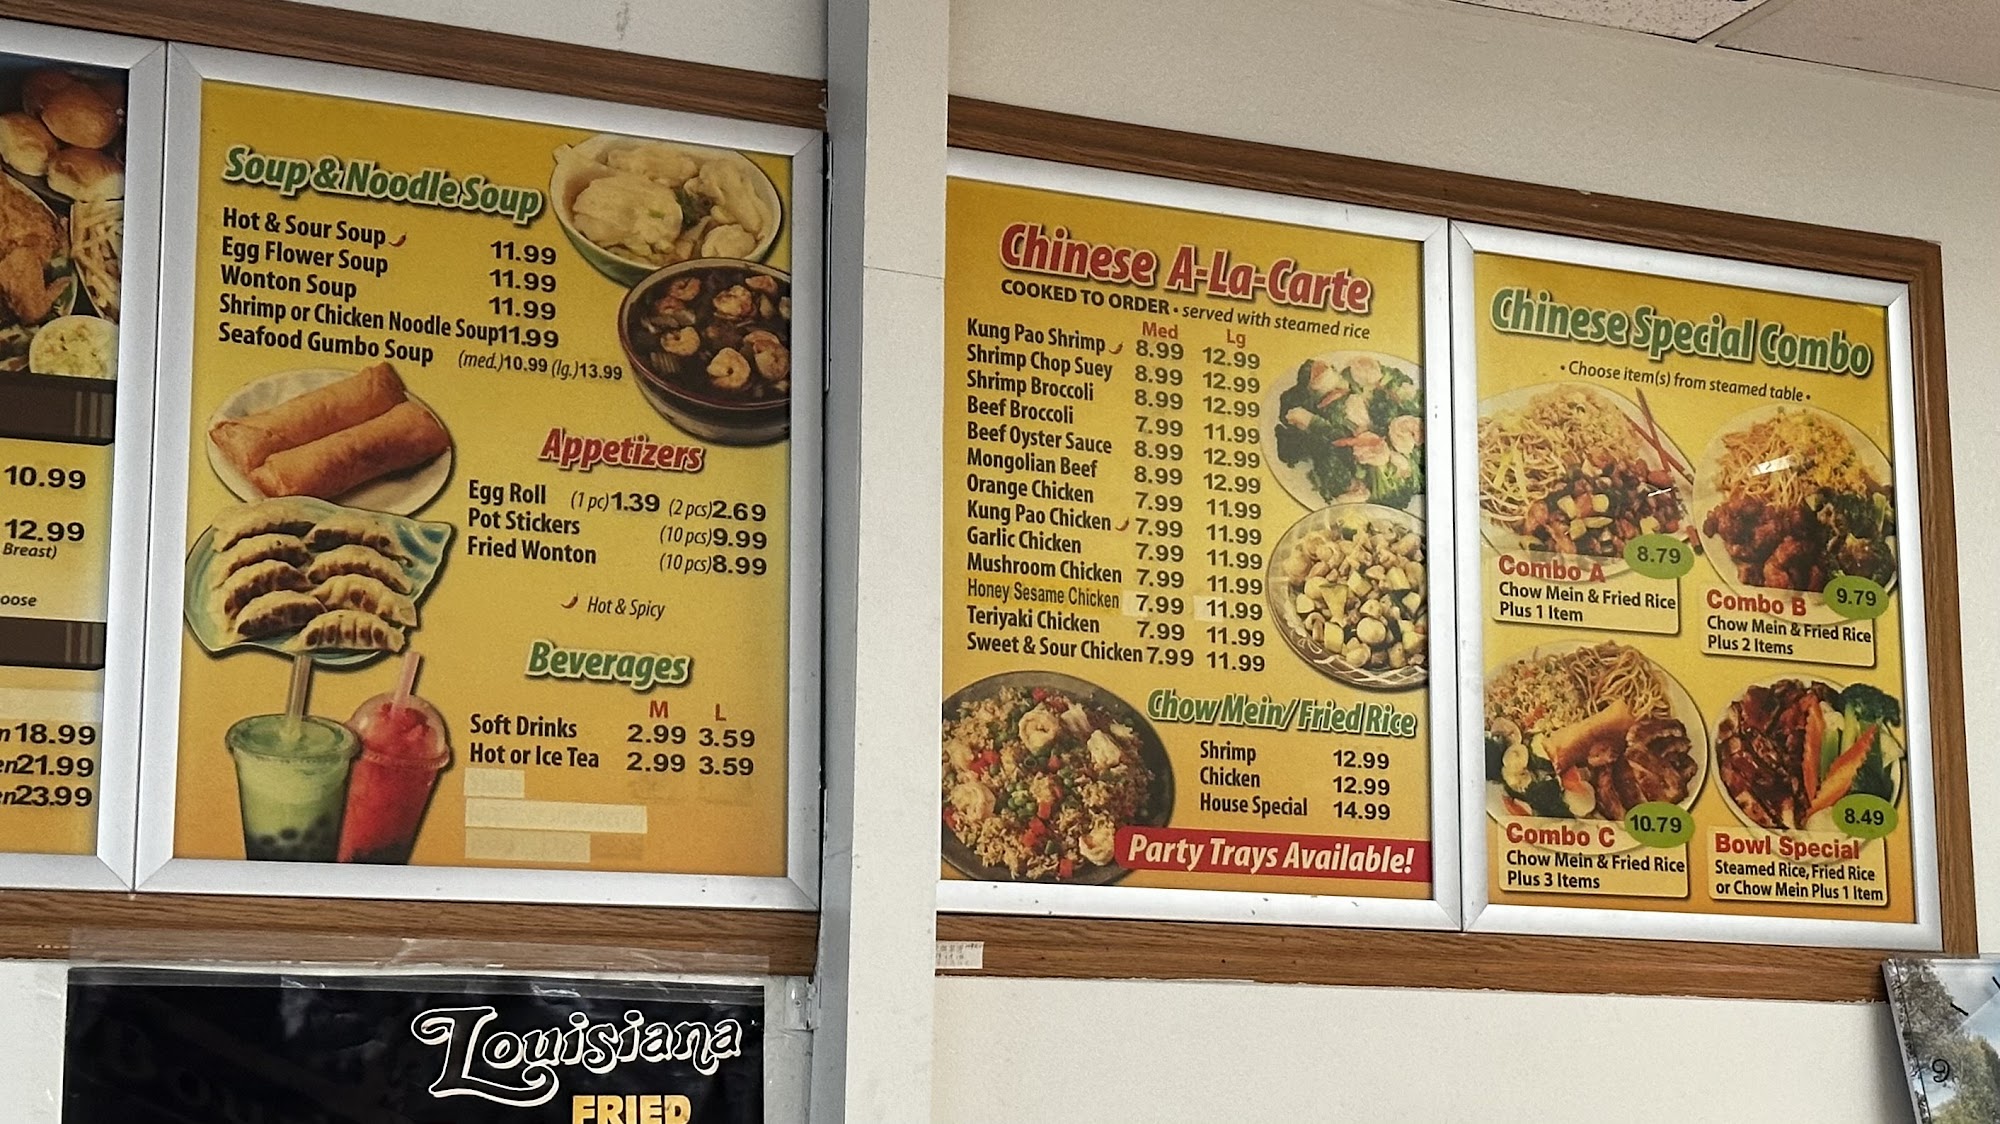 10.99
12.99
Breast)
oose
n 18.99
en 21.99
en 23.99
Soup & Noodle Soup
Hot & Sour Soup 11.99
Egg Flower Soup 11.99
Wonton Soup 11.99
Shrimp or Chicken Noodle Soup 11.99
Seafood Gumbo Soup (med.) 10.99 (lg.) 13.99
Appetizers
Egg Roll (1 pc) 1.39 (2 pcs) 2.69
Pot Stickers (10 pcs) 9.99
Fried Wonton (10 pcs) 8.99
Hot & Spicy
Beverages
M L
Soft Drinks 2.99 3.59
Hot or Ice Tea 2.99 3.59
Louisiana
FRIED
Chinese A-La-Carte
COOKED TO ORDER • served with steamed rice
Med Lg
Kung Pao Shrimp 8.99 12.99
Shrimp Chop Suey 8.99 12.99
Shrimp Broccoli 8.99 12.99
Beef Broccoli 7.99 11.99
Beef Oyster Sauce 8.99 12.99
Mongolian Beef 8.99 12.99
Orange Chicken 7.99 11.99
Kung Pao Chicken 7.99 11.99
Garlic Chicken 7.99 11.99
Mushroom Chicken 7.99 11.99
Honey Sesame Chicken 7.99 11.99
Teriyaki Chicken 7.99 11.99
Sweet & Sour Chicken 7.99 11.99
Chow Mein/Fried Rice
Shrimp 12.99
Chicken 12.99
House Special 14.99
Party Trays Available!
Chinese Special Combo
• Choose item(s) from steamed table •
Combo A 8.79
Chow Mein & Fried Rice
Plus 1 Item
Combo B 9.79
Chow Mein & Fried Rice
Plus 2 Items
Combo C 10.79
Chow Mein & Fried Rice
Plus 3 Items
Bowl Special 8.49
Steamed Rice, Fried Rice
or Chow Mein Plus 1 Item
9